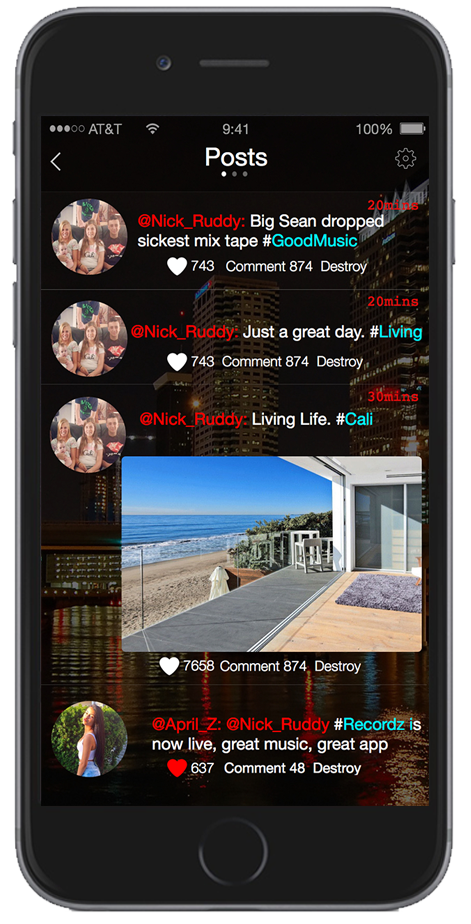 AT&T 9:41 100%
Posts
20mins
@Nick_Ruddy: Big Sean dropped
sickest mix tape #GoodMusic
743 Comment 874 Destroy
20mins
@Nick_Ruddy: Just a great day. #Living
743 Comment 874 Destroy
30mins
@Nick_Ruddy: Living Life. #Cali
7658 Comment 874 Destroy
@April_Z: @Nick_Ruddy #Recordz is
now live, great music, great app
637 Comment 48 Destroy